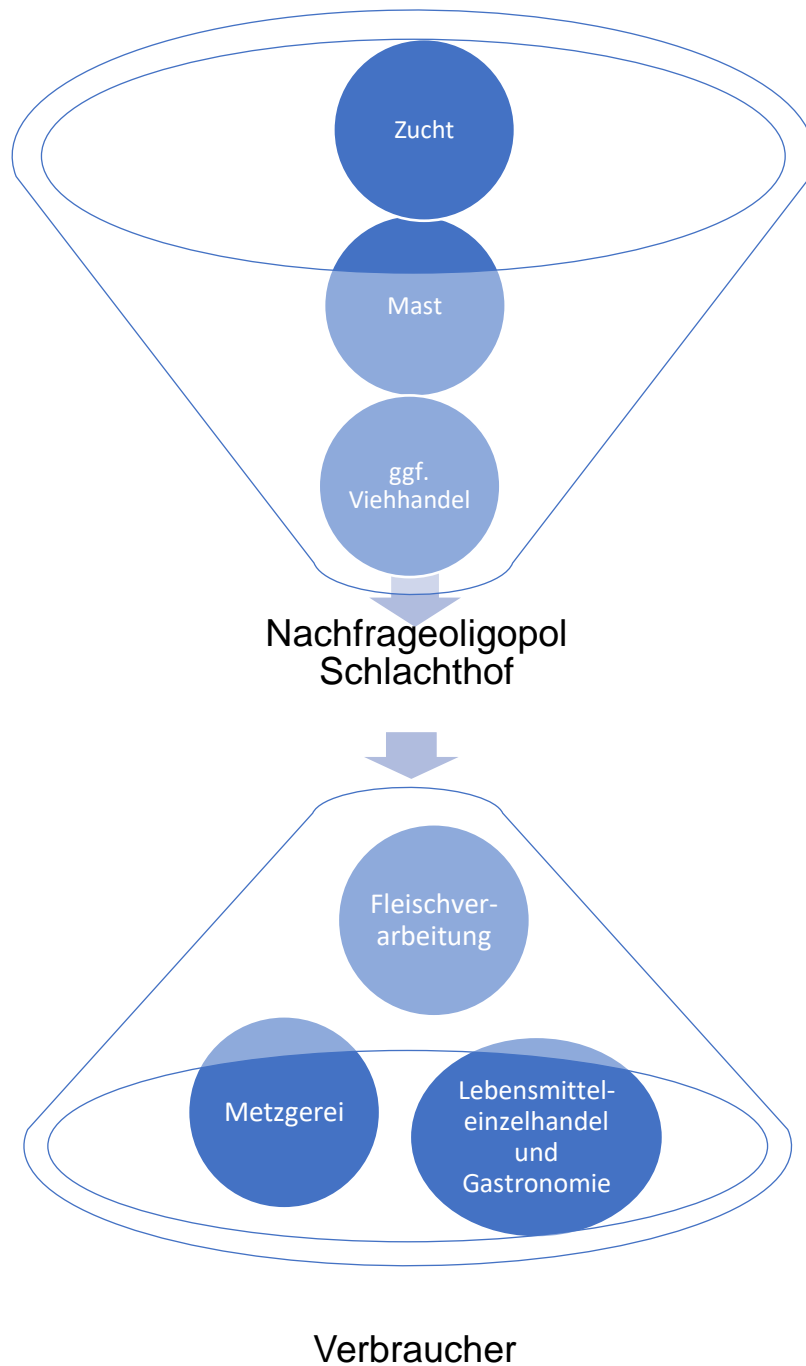 Zucht
Mast
ggf.
Viehhandel
Nachfrageoligopol
Schlachthof
Fleischver-
arbeitung
Metzgerei
Lebensmittel-
einzelhandel
und
Gastronomie
Verbraucher